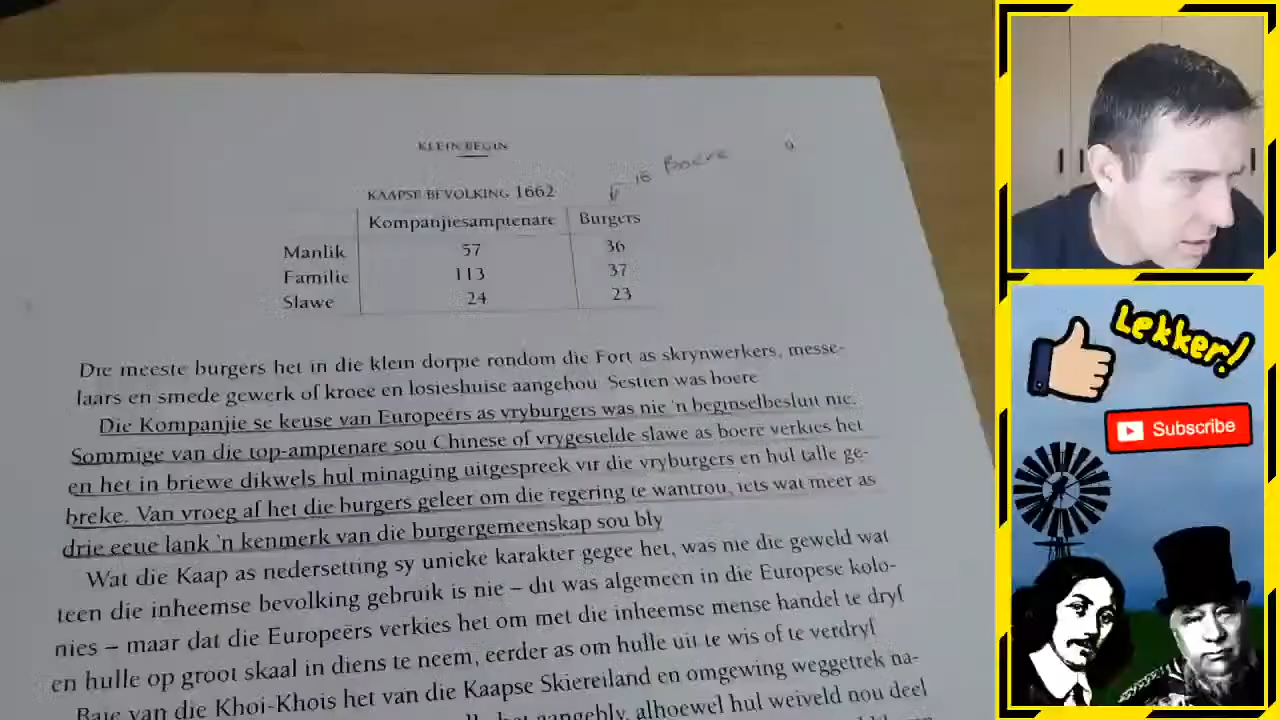 KLEIN BEGIN 9
16 Boere
KAAPSE BEVOLKING 1662
Kompanjiesamptenare Burgers
Manlik 57 36
Familie 113 37
Slawe 24 23
Die meeste burgers het in die klein dorpie rondom die Fort as skrynwerkers, messe-
laars en smede gewerk of kroeë en losieshuise aangehou. Sestien was boere
Die Kompanjie se keuse van Europeërs as vryburgers was nie 'n beginselbesluit nie.
Sommige van die top-amptenare sou Chinese of vrygestelde slawe as boere verkies het
en het in briewe dikwels hul minagting uitgespreek vir die vryburgers en hul talle ge-
breke. Van vroeg af het die burgers geleer om die regering te wantrou, iets wat meer as
drie eeue lank 'n kenmerk van die burgergemeenskap sou bly
Wat die Kaap as nedersetting sy unieke karakter gegee het, was nie die geweld wat
teen die inheemse bevolking gebruik is nie – dit was algemeen in die Europese kolo-
nies – maar dat die Europeërs verkies het om met die inheemse mense handel te dryf
en hulle op groot skaal in diens te neem, eerder as om hulle uit te wis of te verdryf
Baie van die Khoi-Khois het van die Kaapse Skiereiland en omgewing weggetrek na-
het aangebly, alhoewel hul weiveld nou deel
Lekker!
Subscribe